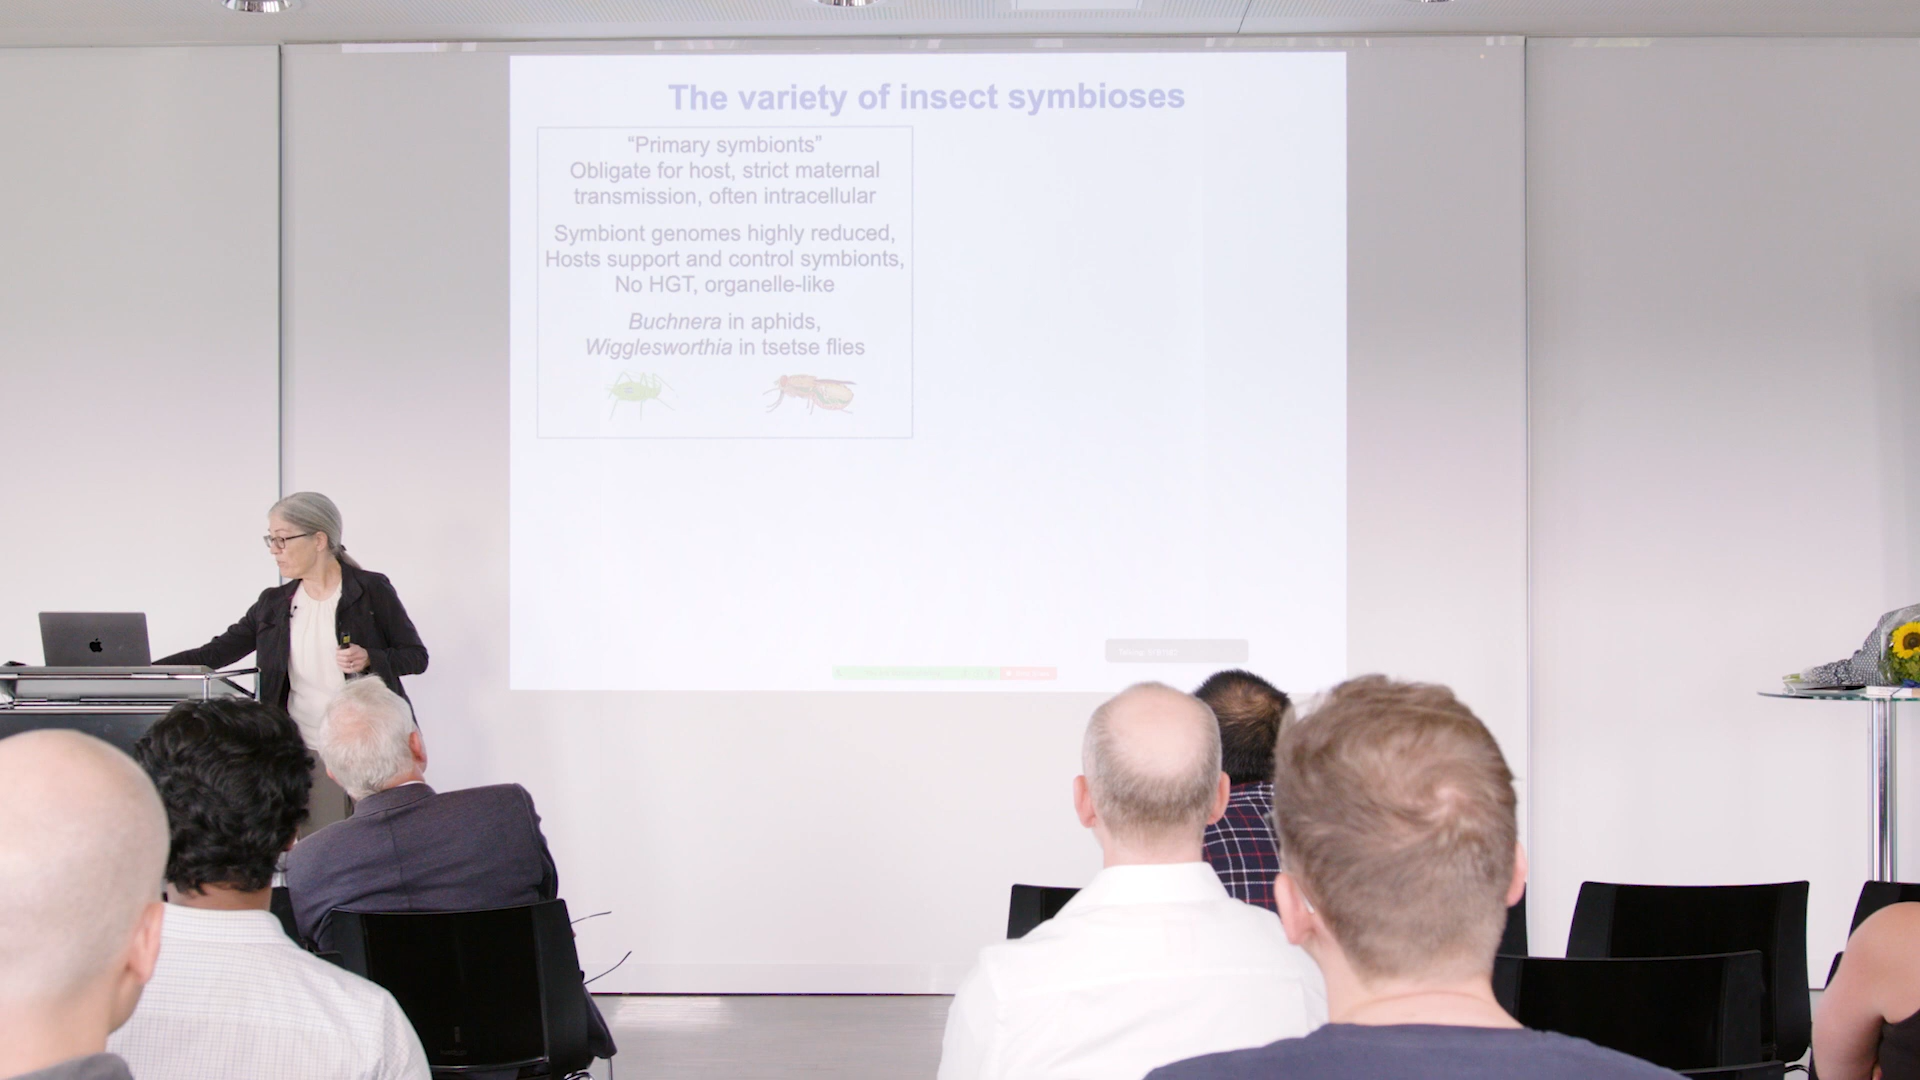 The variety of insect symbioses
“Primary symbionts”
Obligate for host, strict maternal
transmission, often intracellular
Symbiont genomes highly reduced,
Hosts support and control symbionts,
No HGT, organelle-like
Buchnera in aphids,
Wigglesworthia in tsetse flies